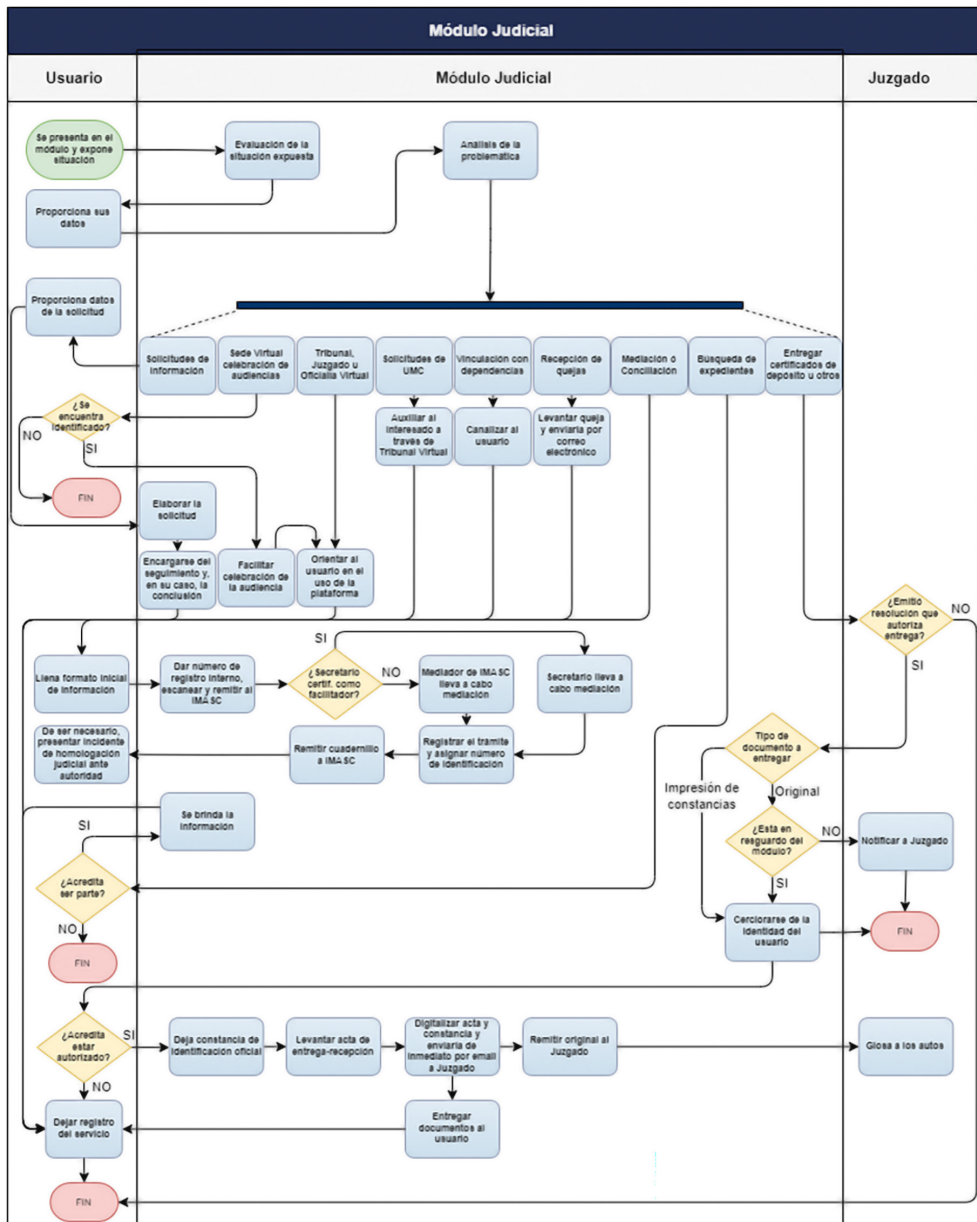 Módulo Judicial
Usuario
Módulo Judicial
Juzgado
Se presenta en el
módulo y expone
situación
Evaluación de la
situación expuesta
Análisis de la
problemática
Proporciona sus
datos
Proporciona datos
de la solicitud
Solicitudes de
información
Sede Virtual
celebración de
audiencias
Tribunal,
Juzgado u
Oficialía Virtual
Solicitudes de
UMC
Vinculación con
dependencias
Recepción de
quejas
Mediación o
Conciliación
Búsqueda de
expedientes
Entregar
certificados de
depósito u otros
¿Se
encuentra
identificado?
NO
SI
Auxiliar al
interesado a
través de
Tribunal Virtual
Canalizar al
usuario
Levantar queja
y enviarla por
correo
electrónico
FIN
Elaborar la
solicitud
Encargarse del
seguimiento y,
en su caso, la
conclusión
Facilitar
celebración de
la audiencia
Orientar al
usuario en el
uso de la
plataforma
¿Emitió
resolución que
autoriza
entrega?
NO
SI
Llena formato inicial
de información
Dar número de
registro interno,
escanear y remitir al
IMASC
¿Secretario
certif. como
facilitador?
SI
NO
Mediador de IMASC
lleva a cabo
mediación
Secretario lleva a
cabo mediación
De ser necesario,
presentar incidente
de homologación
judicial ante
autoridad
Remitir cuadernillo
a IMASC
Registrar el trámite
y asignar número
de identificación
Tipo de
documento a
entregar
Impresión de
constancias
Original
Se brinda la
información
SI
¿Acredita
ser parte?
NO
FIN
¿Esta en
resguardo del
módulo?
NO
SI
Notificar a Juzgado
Cerciorarse de la
identidad del
usuario
FIN
¿Acredita
estar
autorizado?
SI
NO
Deja constancia de
identificación oficial
Levantar acta de
entrega-recepción
Digitalizar acta y
constancia y
enviarla de
inmediato por email
a Juzgado
Remitir original al
Juzgado
Glosa a los autos
Dejar registro
del servicio
Entregar
documentos al
usuario
FIN